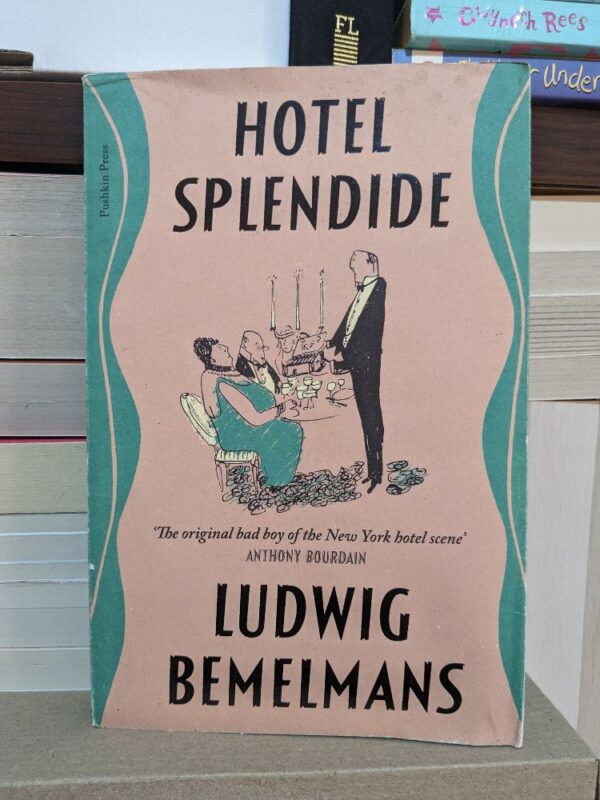 FL
Gwyneth Rees
Under
Pushkin Press
HOTEL
SPLENDIDE
‘The original bad boy of the New York hotel scene’
ANTHONY BOURDAIN
LUDWIG
BEMELMANS